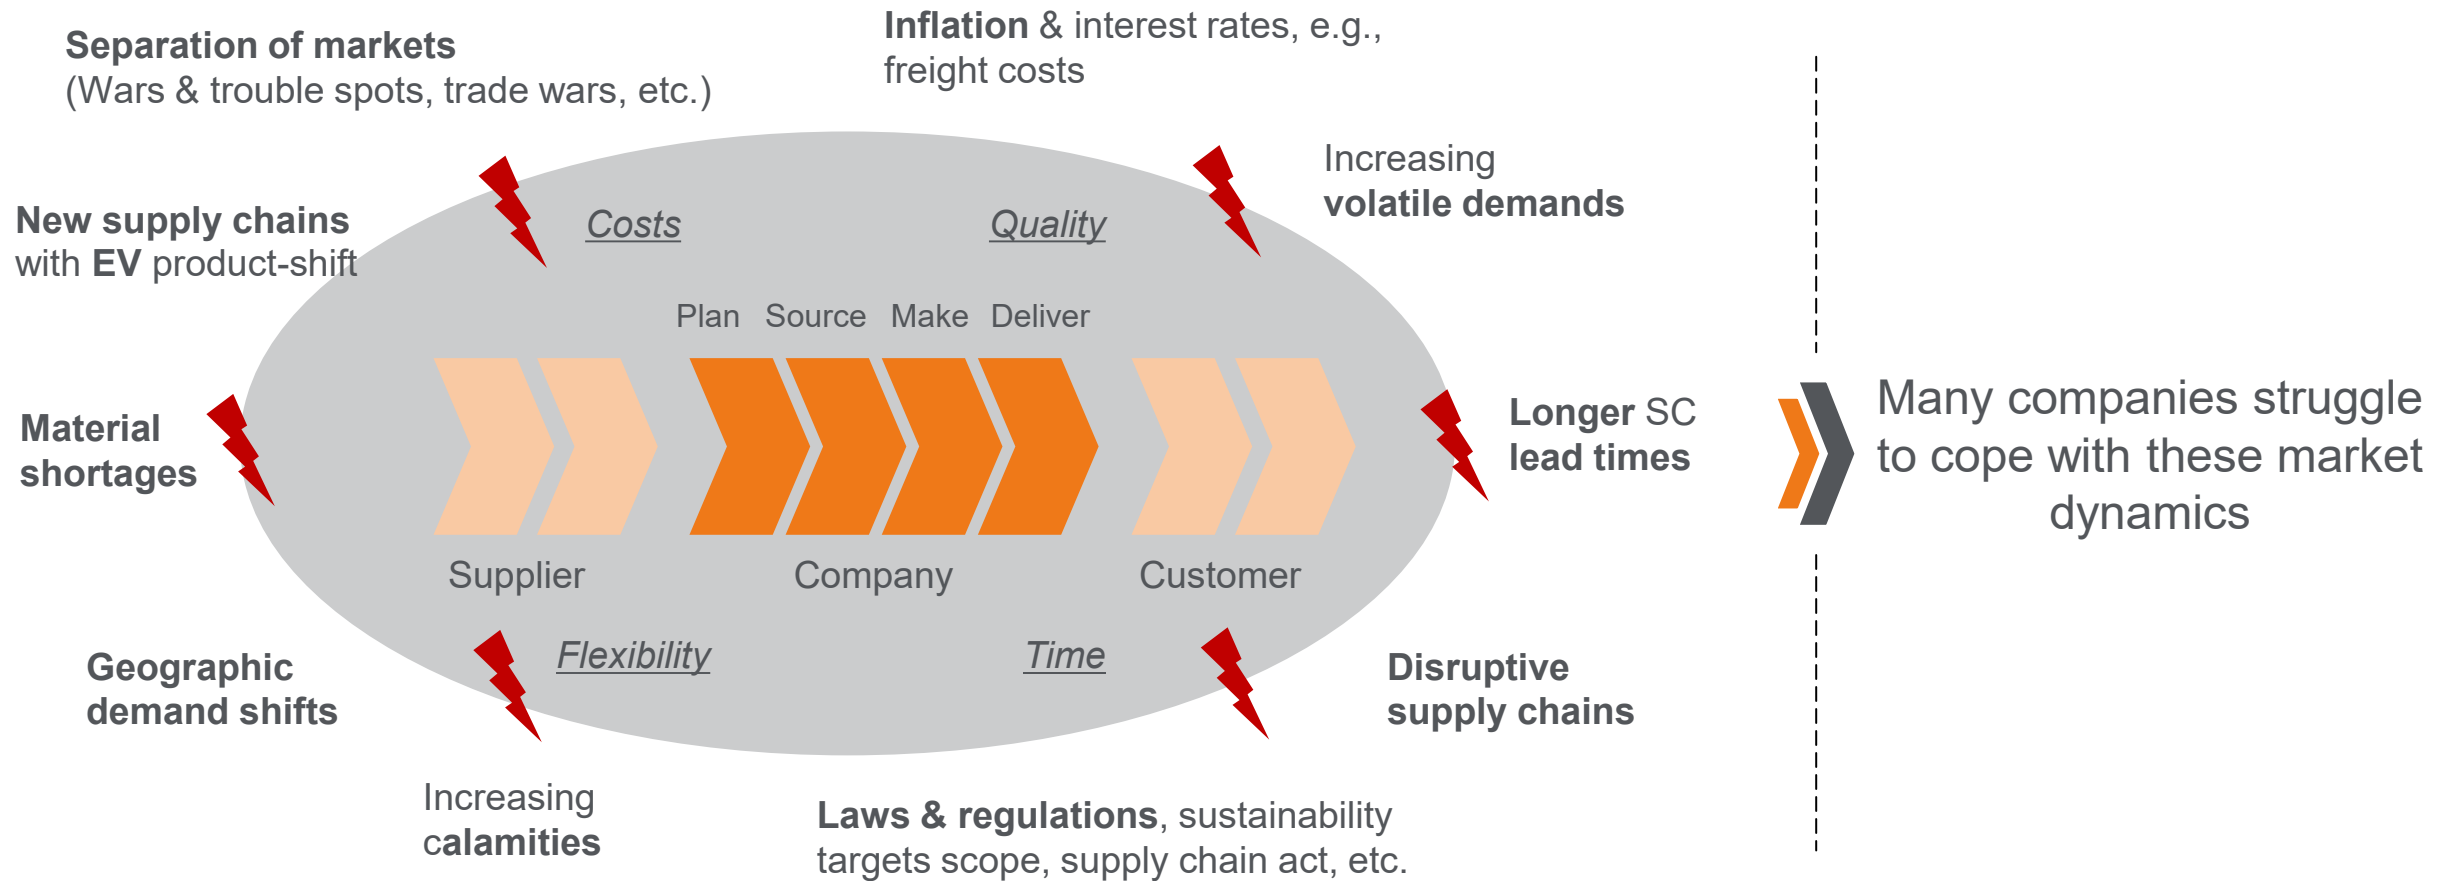 Separation of markets
(Wars & trouble spots, trade wars, etc.)
Inflation & interest rates, e.g.,
freight costs
Increasing
volatile demands
New supply chains
with EV product-shift
Costs
Quality
Plan Source Make Deliver
Material
shortages
Longer SC
lead times
Many companies struggle
to cope with these market
dynamics
Supplier
Company
Customer
Flexibility
Time
Geographic
demand shifts
Disruptive
supply chains
Increasing
calamities
Laws & regulations, sustainability
targets scope, supply chain act, etc.